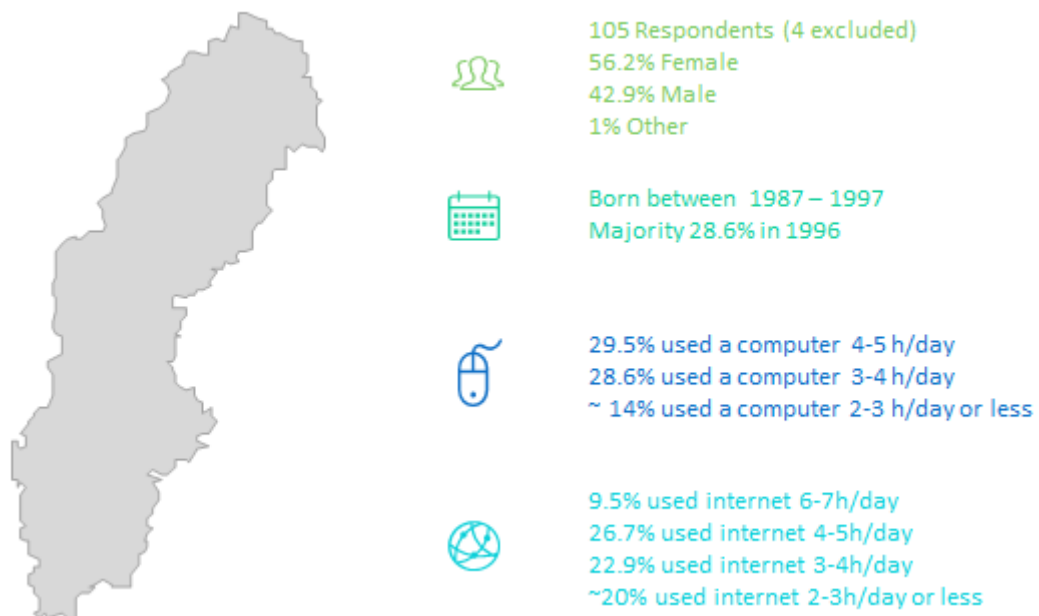 105 Respondents (4 excluded)
56.2% Female
42.9% Male
1% Other
Born between 1987 – 1997
Majority 28.6% in 1996
29.5% used a computer 4-5 h/day
28.6% used a computer 3-4 h/day
~ 14% used a computer 2-3 h/day or less
9.5% used internet 6-7h/day
26.7% used internet 4-5h/day
22.9% used internet 3-4h/day
~20% used internet 2-3h/day or less